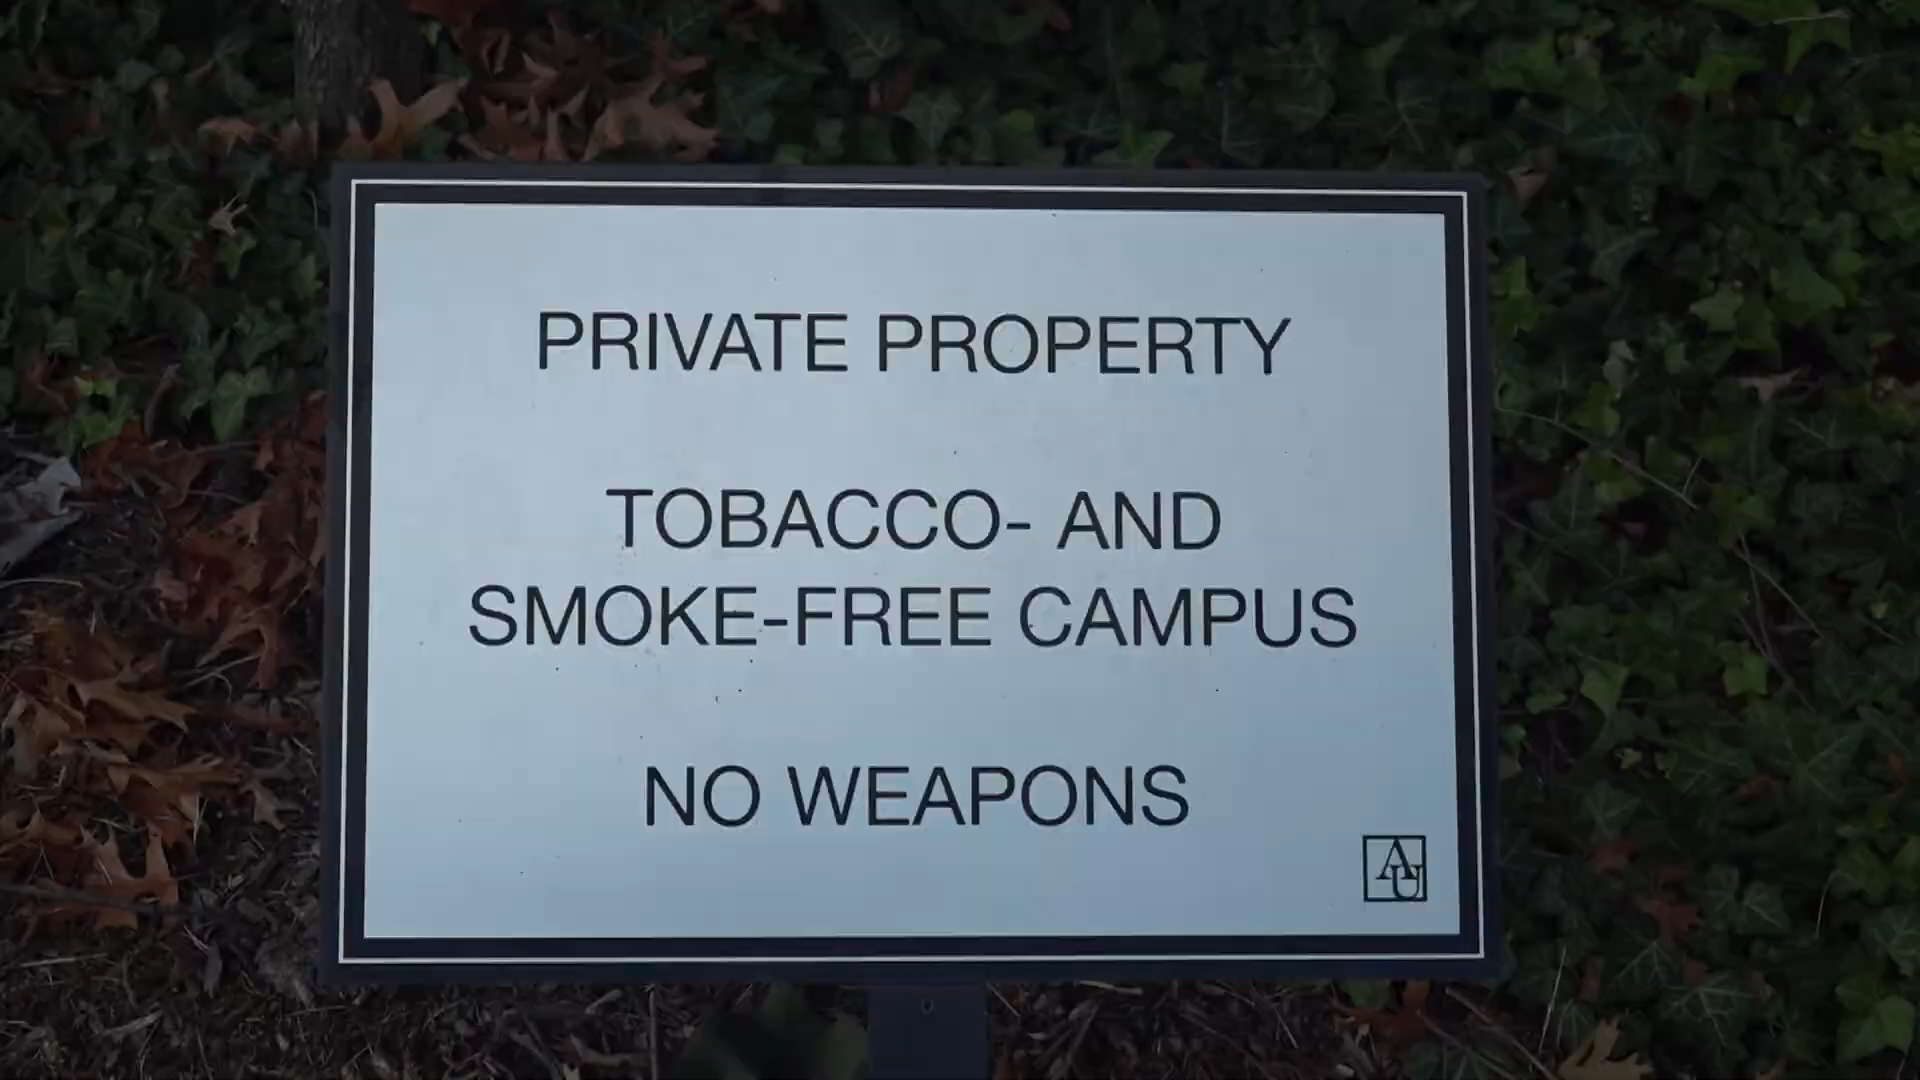 PRIVATE PROPERTY
TOBACCO- AND
SMOKE-FREE CAMPUS
NO WEAPONS
AU